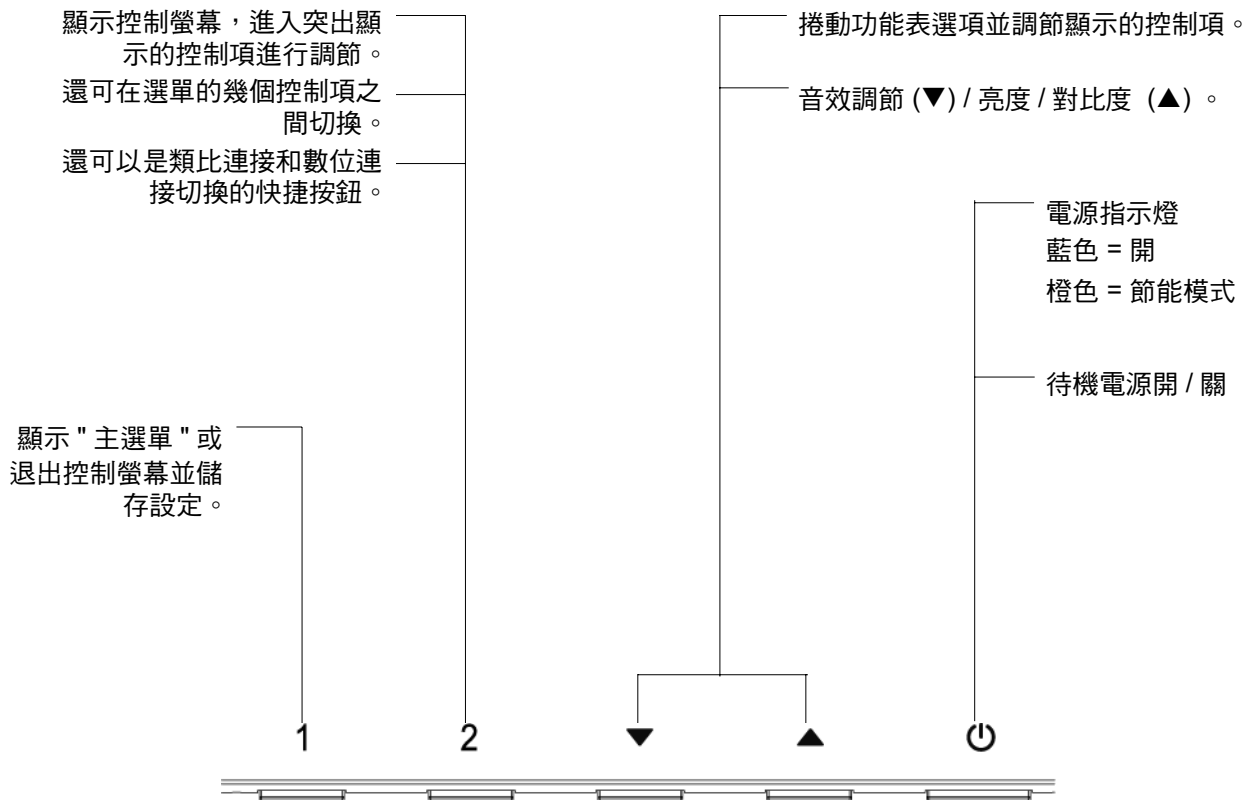 顯示控制螢幕，進入突出顯
示的控制項進行調節。
還可在選單的幾個控制項之
間切換。
還可以是類比連接和數位連
接切換的快捷按鈕。
捲動功能表選項並調節顯示的控制項。
音效調節 (▼) / 亮度 / 對比度 (▲) 。
電源指示燈
藍色 = 開
橙色 = 節能模式
待機電源開 / 關
顯示 " 主選單 " 或
退出控制螢幕並儲
存設定。
1 2 ▼ ▲ ⏻